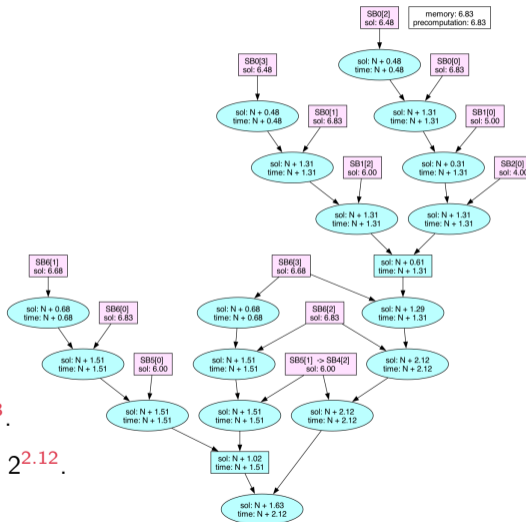 SB0[2]
sol: 6.48
memory: 6.83
precomputation: 6.83
SB0[3]
sol: 6.48
sol: N + 0.48
time: N + 0.48
SB0[0]
sol: 6.83
sol: N + 0.48
time: N + 0.48
SB0[1]
sol: 6.83
sol: N + 1.31
time: N + 1.31
SB1[0]
sol: 5.00
sol: N + 1.31
time: N + 1.31
SB1[2]
sol: 6.00
sol: N + 0.31
time: N + 1.31
SB2[0]
sol: 4.00
sol: N + 1.31
time: N + 1.31
sol: N + 1.31
time: N + 1.31
SB6[1]
sol: 6.68
SB6[3]
sol: 6.68
sol: N + 0.61
time: N + 1.31
sol: N + 0.68
time: N + 0.68
SB6[0]
sol: 6.83
sol: N + 0.68
time: N + 0.68
SB6[2]
sol: 6.83
sol: N + 1.29
time: N + 1.31
sol: N + 1.51
time: N + 1.51
SB5[0]
sol: 6.00
sol: N + 1.51
time: N + 1.51
SB5[1] -> SB4[2]
sol: 6.00
sol: N + 2.12
time: N + 2.12
sol: N + 1.51
time: N + 1.51
sol: N + 1.51
time: N + 1.51
sol: N + 2.12
time: N + 2.12
.
2^2.12.
sol: N + 1.02
time: N + 1.51
sol: N + 1.63
time: N + 2.12